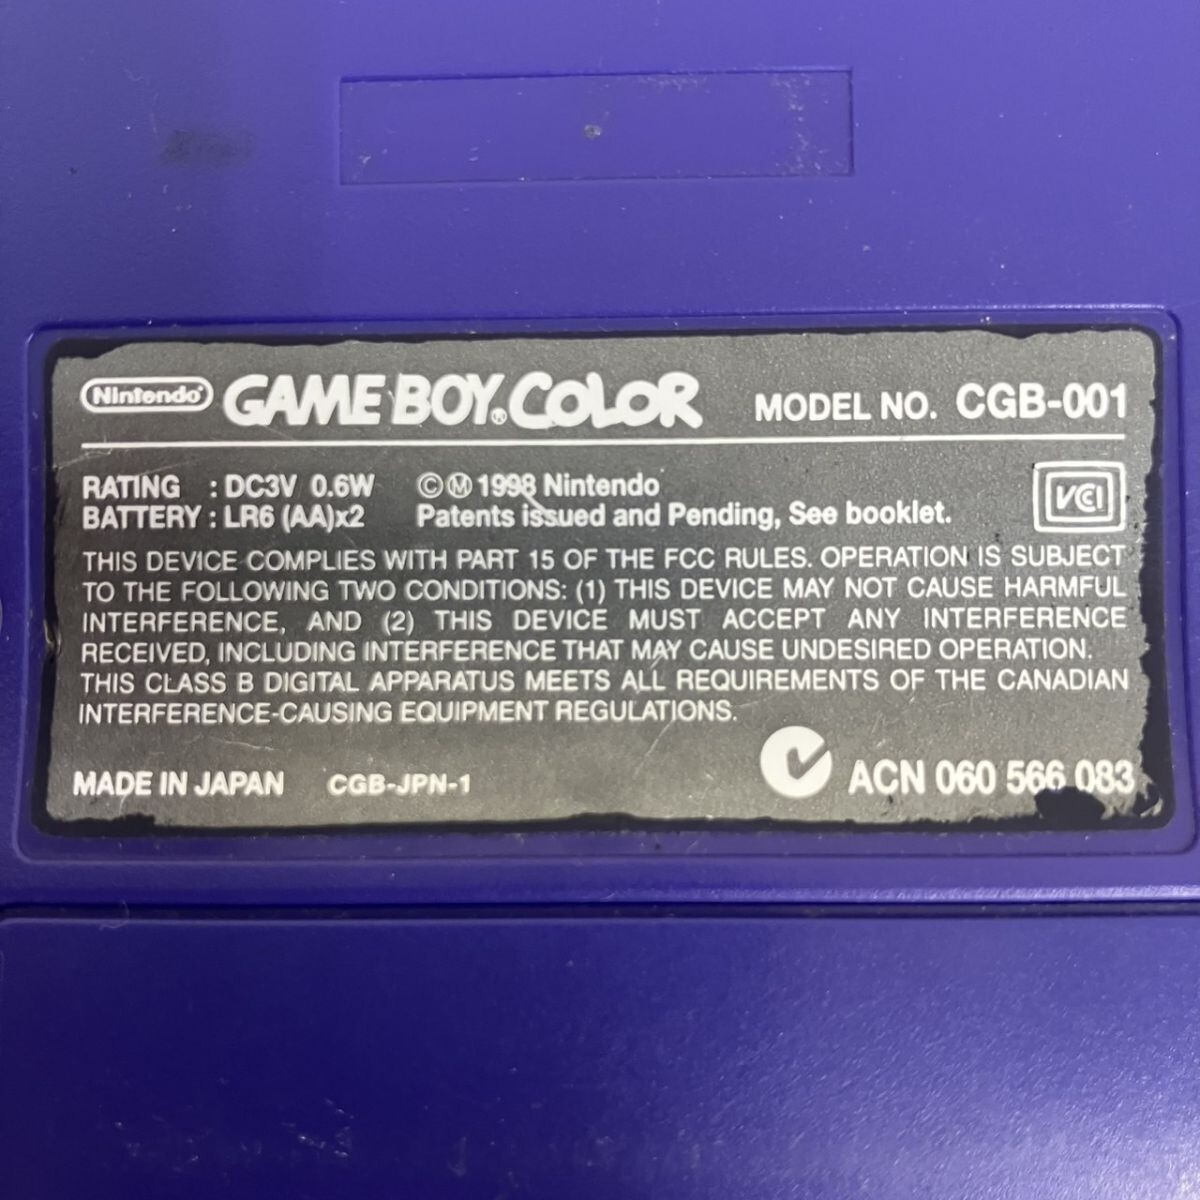 Nintendo® GAME BOY® COLOR MODEL NO. CGB-001
RATING : DC3V 0.6W ©Ⓜ1998 Nintendo VCCI
BATTERY : LR6 (AA)x2 Patents issued and Pending, See booklet.
THIS DEVICE COMPLIES WITH PART 15 OF THE FCC RULES. OPERATION IS SUBJECT
TO THE FOLLOWING TWO CONDITIONS: (1) THIS DEVICE MAY NOT CAUSE HARMFUL
INTERFERENCE, AND (2) THIS DEVICE MUST ACCEPT ANY INTERFERENCE
RECEIVED, INCLUDING INTERFERENCE THAT MAY CAUSE UNDESIRED OPERATION.
THIS CLASS B DIGITAL APPARATUS MEETS ALL REQUIREMENTS OF THE CANADIAN
INTERFERENCE-CAUSING EQUIPMENT REGULATIONS.
MADE IN JAPAN CGB-JPN-1 ACN 060 566 083